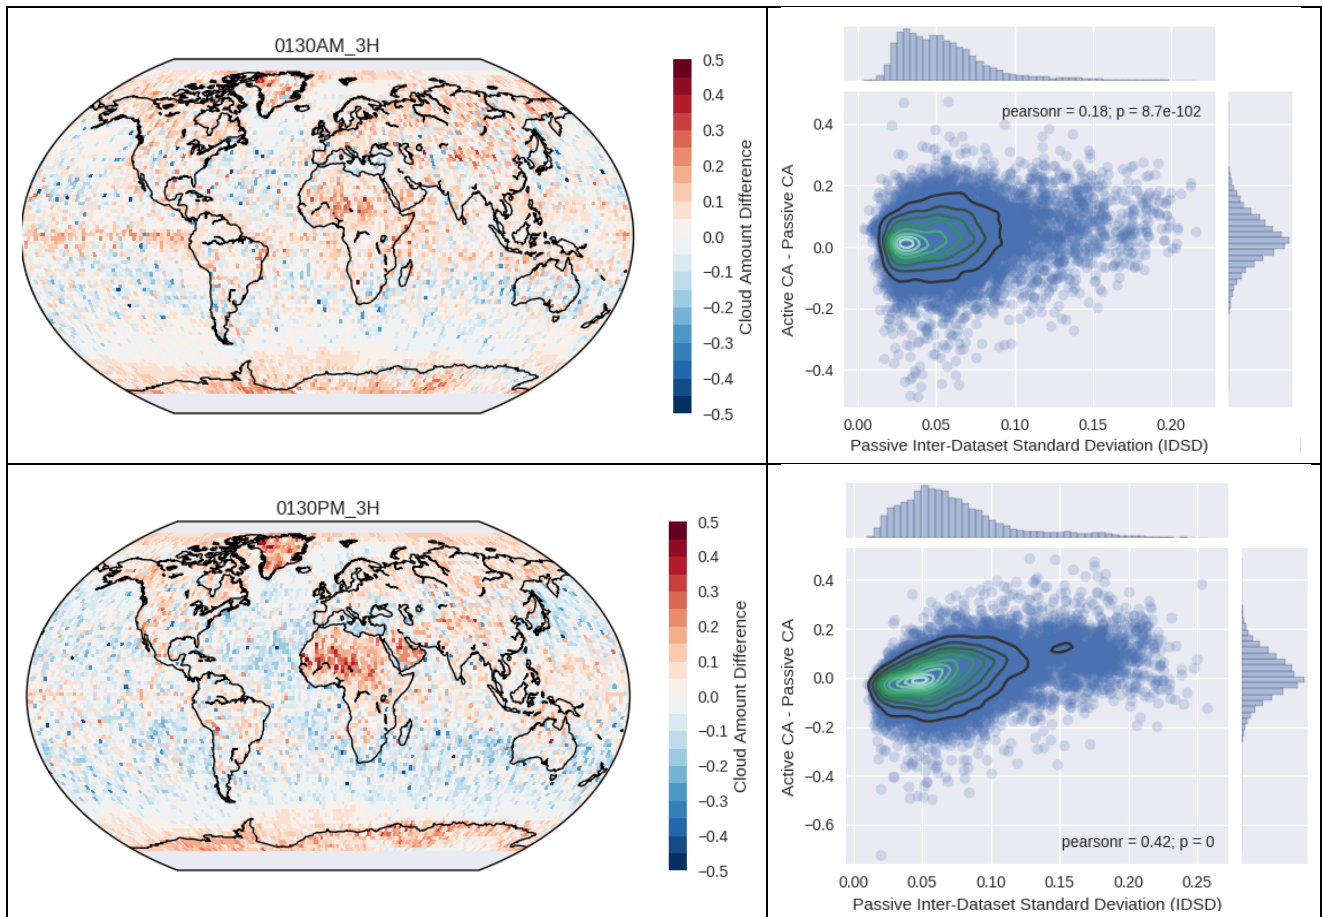 0130AM_3H
0.5
0.4
0.3
0.2
0.1
0.0
−0.1
−0.2
−0.3
−0.4
−0.5
Cloud Amount Difference
pearsonr = 0.18; p = 8.7e-102
0.4
0.2
0.0
−0.2
−0.4
Active CA - Passive CA
0.00 0.05 0.10 0.15 0.20
Passive Inter-Dataset Standard Deviation (IDSD)
0130PM_3H
0.5
0.4
0.3
0.2
0.1
0.0
−0.1
−0.2
−0.3
−0.4
−0.5
Cloud Amount Difference
0.4
0.2
0.0
−0.2
−0.4
−0.6
Active CA - Passive CA
pearsonr = 0.42; p = 0
0.00 0.05 0.10 0.15 0.20 0.25
Passive Inter-Dataset Standard Deviation (IDSD)